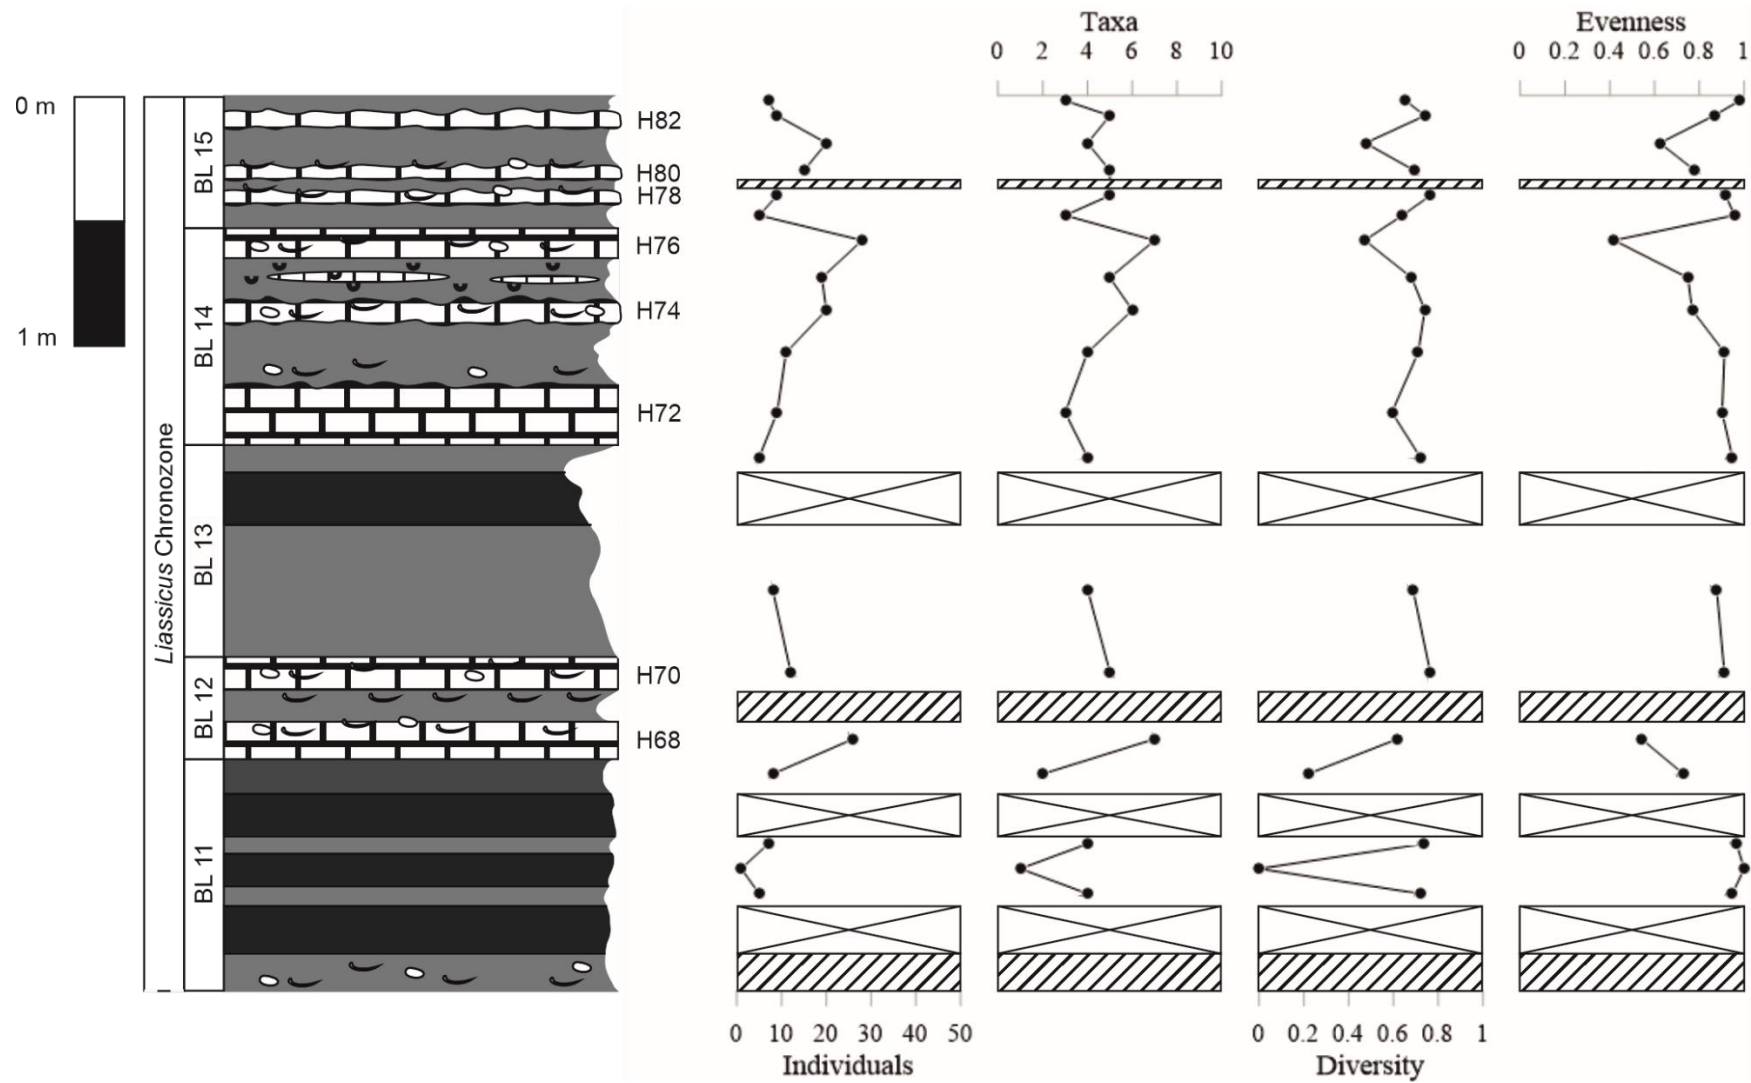 Taxa
Evenness
0 2 4 6 8 10
0 0.2 0.4 0.6 0.8 1
0 m
1 m
Liassicus Chronozone
BL 15
BL 14
BL 13
BL 12
BL 11
H82
H80
H78
H76
H74
H72
H70
H68
0 10 20 30 40 50
0 0.2 0.4 0.6 0.8 1
Individuals
Diversity